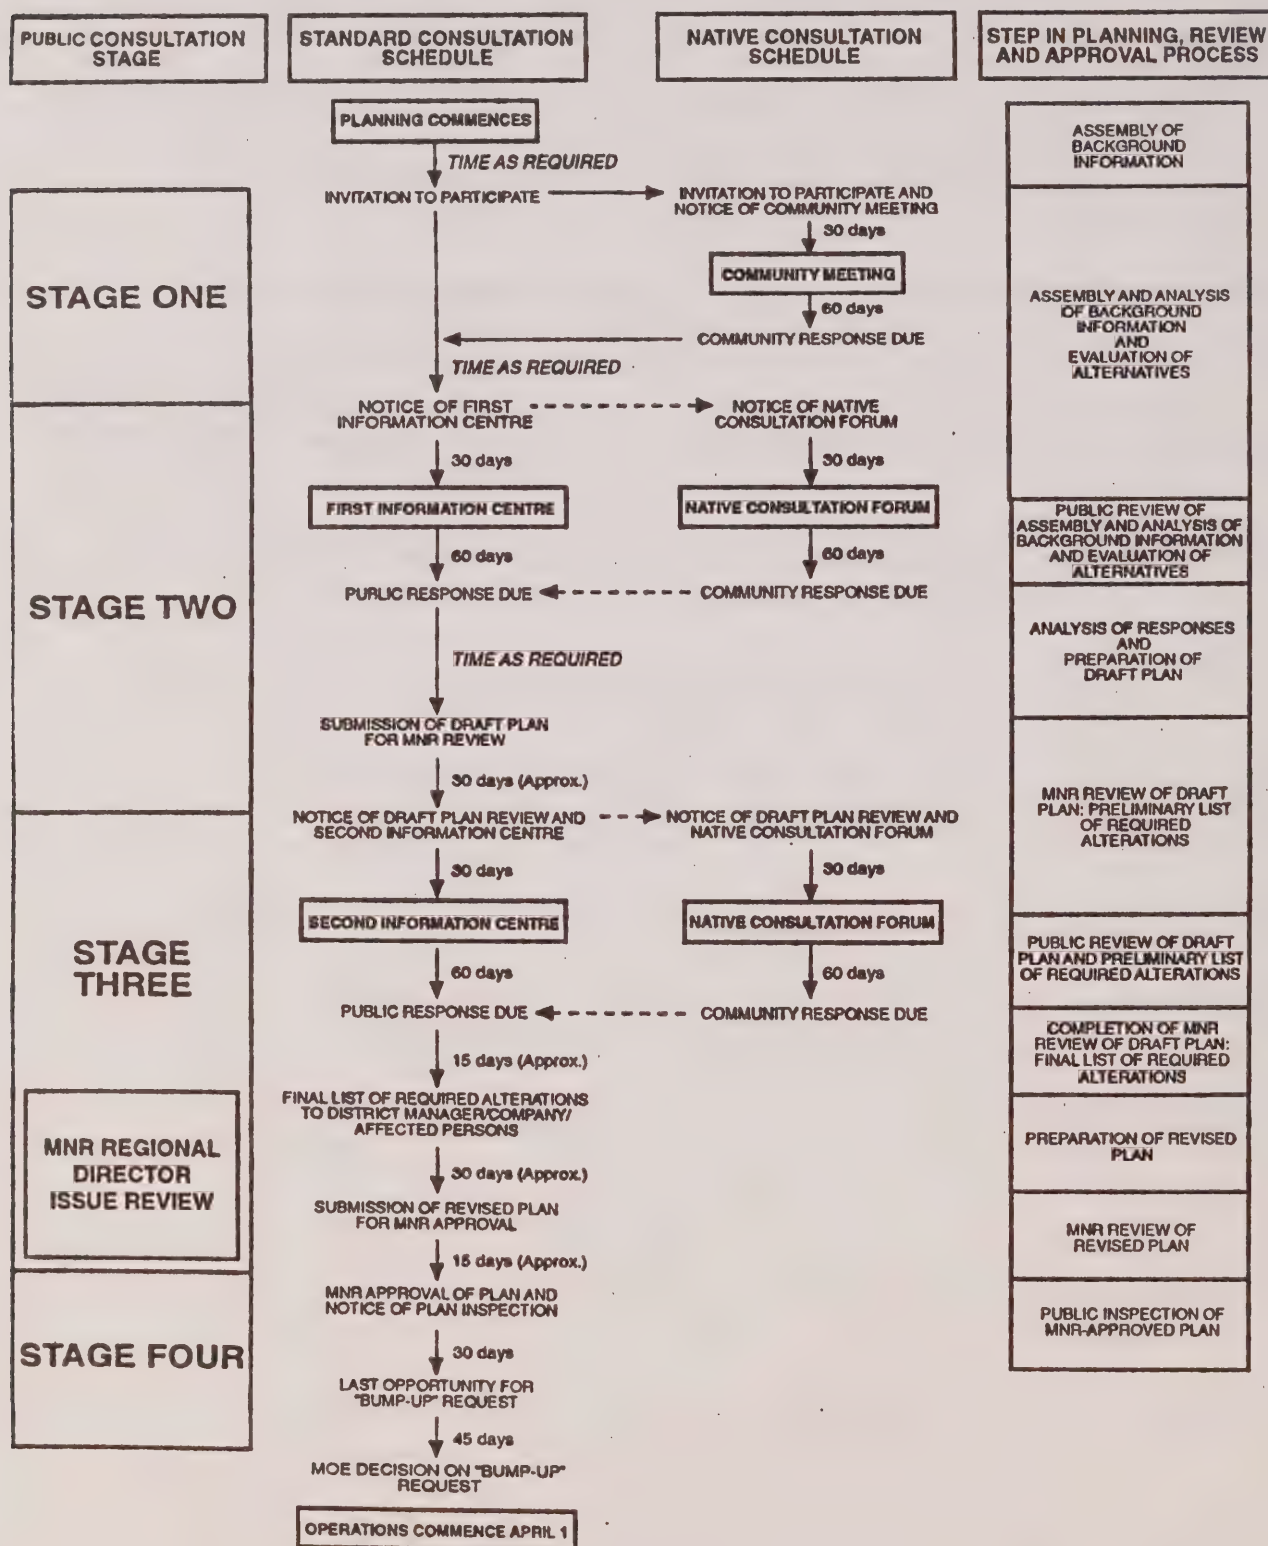 PUBLIC CONSULTATION
STAGE
STANDARD CONSULTATION
SCHEDULE
NATIVE CONSULTATION
SCHEDULE
STEP IN PLANNING, REVIEW
AND APPROVAL PROCESS
STAGE ONE
STAGE TWO
STAGE
THREE
MNR REGIONAL
DIRECTOR
ISSUE REVIEW
STAGE FOUR
PLANNING COMMENCES
TIME AS REQUIRED
INVITATION TO PARTICIPATE
TIME AS REQUIRED
NOTICE OF FIRST
INFORMATION CENTRE
30 days
FIRST INFORMATION CENTRE
60 days
PUBLIC RESPONSE DUE
TIME AS REQUIRED
SUBMISSION OF DRAFT PLAN
FOR MNR REVIEW
30 days (Approx.)
NOTICE OF DRAFT PLAN REVIEW AND
SECOND INFORMATION CENTRE
30 days
SECOND INFORMATION CENTRE
60 days
PUBLIC RESPONSE DUE
15 days (Approx.)
FINAL LIST OF REQUIRED ALTERATIONS
TO DISTRICT MANAGER/COMPANY/
AFFECTED PERSONS
30 days (Approx.)
SUBMISSION OF REVISED PLAN
FOR MNR APPROVAL
15 days (Approx.)
MNR APPROVAL OF PLAN AND
NOTICE OF PLAN INSPECTION
30 days
LAST OPPORTUNITY FOR
"BUMP-UP" REQUEST
45 days
MOE DECISION ON "BUMP-UP"
REQUEST
OPERATIONS COMMENCE APRIL 1
INVITATION TO PARTICIPATE AND
NOTICE OF COMMUNITY MEETING
30 days
COMMUNITY MEETING
60 days
COMMUNITY RESPONSE DUE
NOTICE OF NATIVE
CONSULTATION FORUM
30 days
NATIVE CONSULTATION FORUM
60 days
COMMUNITY RESPONSE DUE
NOTICE OF DRAFT PLAN REVIEW AND
NATIVE CONSULTATION FORUM
30 days
NATIVE CONSULTATION FORUM
60 days
COMMUNITY RESPONSE DUE
ASSEMBLY OF
BACKGROUND
INFORMATION
ASSEMBLY AND ANALYSIS
OF BACKGROUND
INFORMATION
AND
EVALUATION OF
ALTERNATIVES
PUBLIC REVIEW OF
ASSEMBLY AND ANALYSIS OF
BACKGROUND INFORMATION
AND EVALUATION OF
ALTERNATIVES
ANALYSIS OF RESPONSES
AND
PREPARATION OF
DRAFT PLAN
MNR REVIEW OF DRAFT
PLAN: PRELIMINARY LIST
OF REQUIRED
ALTERATIONS
PUBLIC REVIEW OF DRAFT
PLAN AND PRELIMINARY LIST
OF REQUIRED ALTERATIONS
COMPLETION OF MNR
REVIEW OF DRAFT PLAN:
FINAL LIST OF REQUIRED
ALTERATIONS
PREPARATION OF REVISED
PLAN
MNR REVIEW OF
REVISED PLAN
PUBLIC INSPECTION OF
MNR-APPROVED PLAN